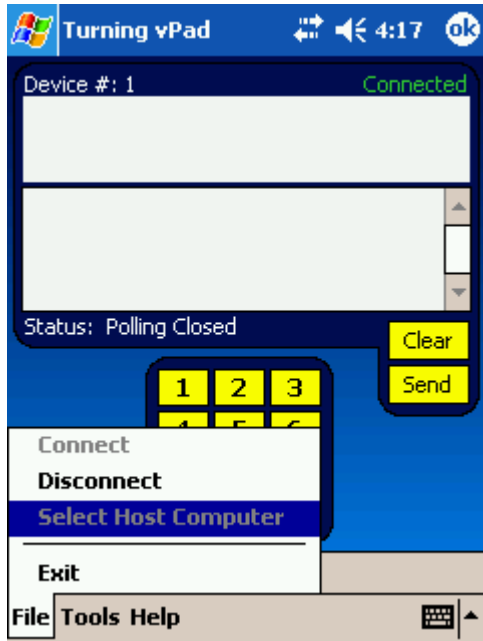 Turning vPad 4:17 ok
Device #: 1 Connected
Status: Polling Closed
Clear
Send
1 2 3
Connect
Disconnect
Select Host Computer
Exit
File Tools Help